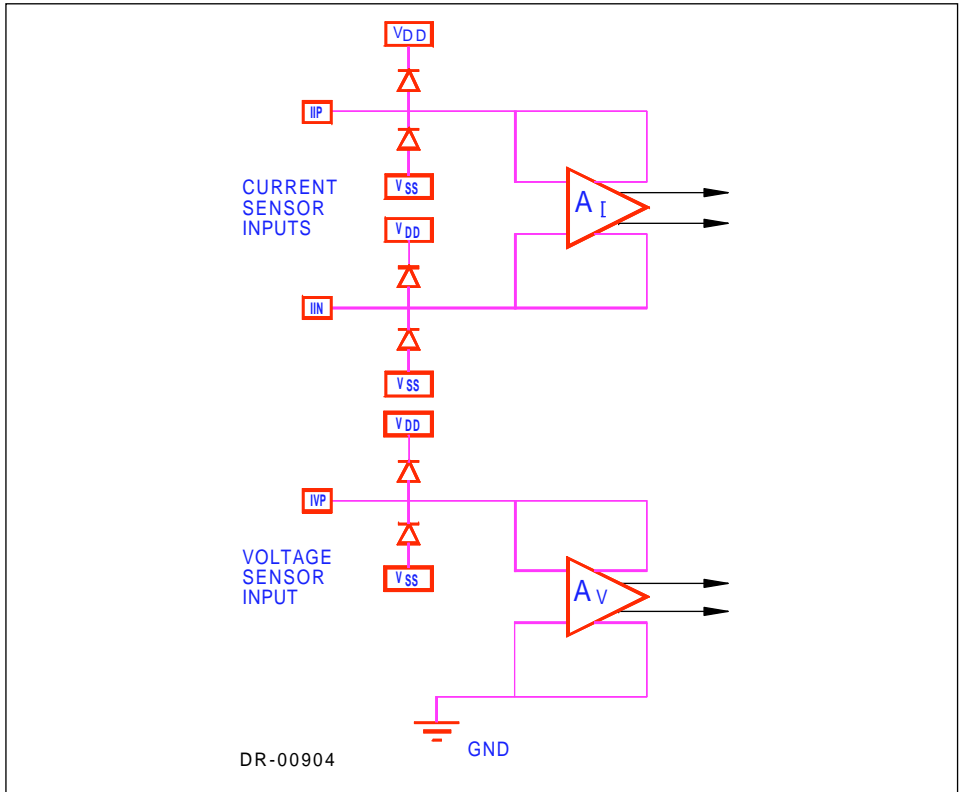 VDD
IIP
VSS
CURRENT
SENSOR
INPUTS
AI
VDD
IIN
VSS
VDD
IVP
VOLTAGE
SENSOR
INPUT
VSS
AV
GND
DR-00904